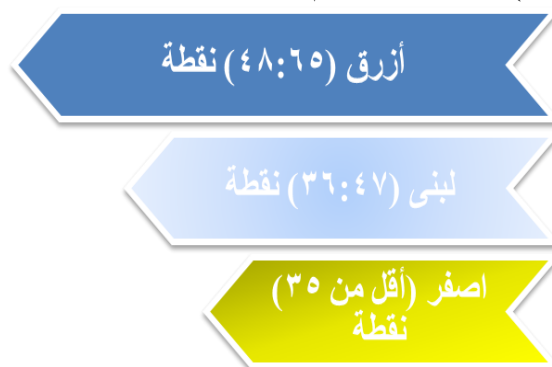 أزرق (٤٨:٦٥) نقطة
لبنى (٣٦:٤٧) نقطة
اصفر (أقل من ٣٥)
نقطة